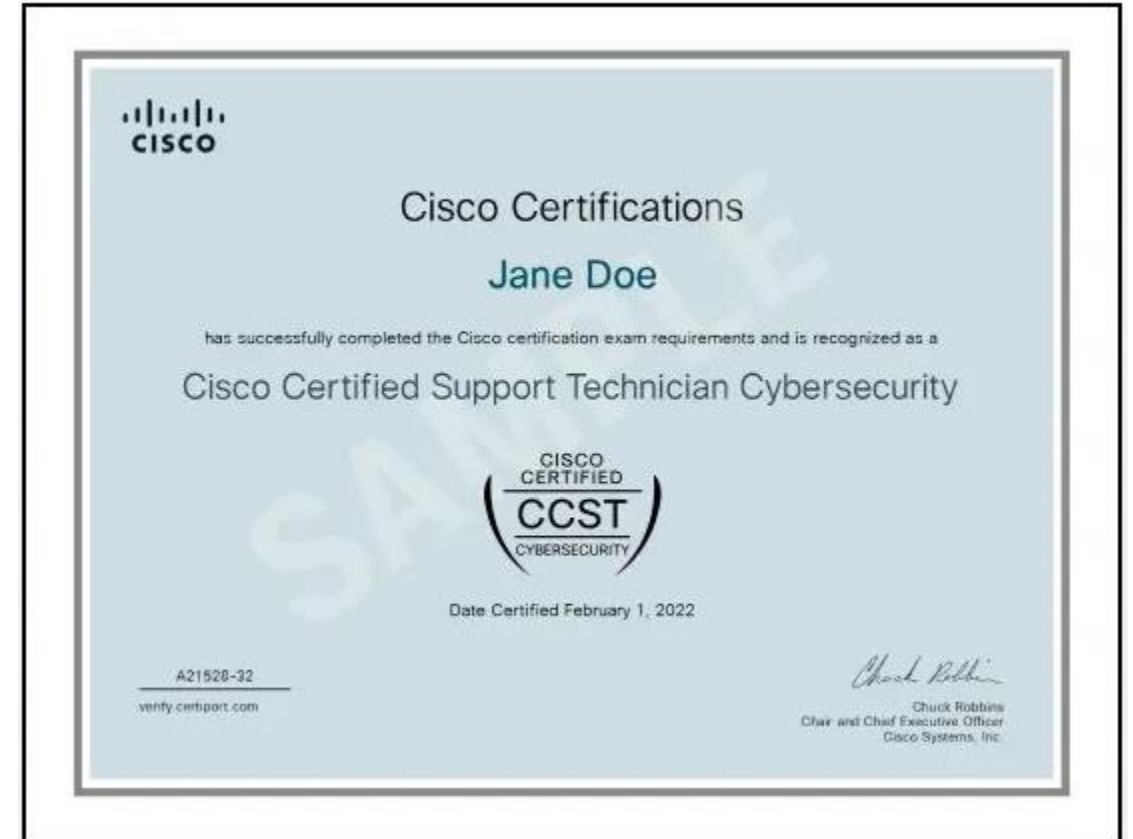 CISCO
Cisco Certifications
Jane Doe
has successfully completed the Cisco certification exam requirements and is recognized as a
Cisco Certified Support Technician Cybersecurity
SAMPLE
CISCO
CERTIFIED
CCST
CYBERSECURITY
Date Certified February 1, 2022
A21528-32
verify.certiport.com
Chuck Robbins
Chuck Robbins
Chair and Chief Executive Officer
Cisco Systems, Inc.